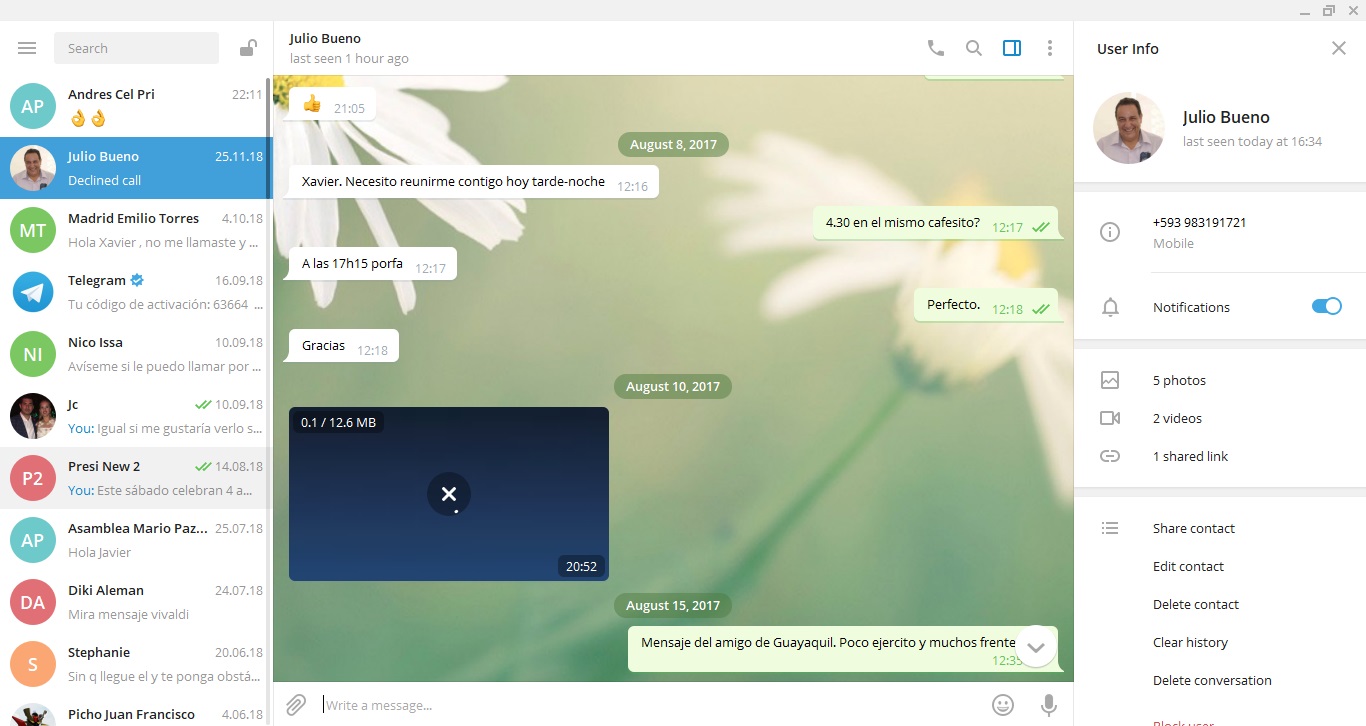 Search
AP
Andres Cel Pri
22:11
👌👌
Julio Bueno
25.11.18
Declined call
MT
Madrid Emilio Torres
4.10.18
Hola Xavier , no me llamaste y ...
Telegram
16.09.18
Tu código de activación: 63664 ...
NI
Nico Issa
10.09.18
Avíseme si le puedo llamar por ...
Jc
10.09.18
You: Igual si me gustaría verlo s...
P2
Presi New 2
14.08.18
You: Este sábado celebran 4 a...
AP
Asamblea Mario Paz...
25.07.18
Hola Javier
DA
Diki Aleman
24.07.18
Mira mensaje vivaldi
S
Stephanie
20.06.18
Sin q llegue el y te ponga obstá...
Picho Juan Francisco
4.06.18
Julio Bueno
last seen 1 hour ago
👍 21:05
August 8, 2017
Xavier. Necesito reunirme contigo hoy tarde-noche 12:16
4.30 en el mismo cafesito? 12:17
A las 17h15 porfa 12:17
Perfecto. 12:18
Gracias 12:18
August 10, 2017
0.1 / 12.6 MB
20:52
August 15, 2017
Mensaje del amigo de Guayaquil. Poco ejercito y muchos frente
12:35
Write a message...
User Info
Julio Bueno
last seen today at 16:34
+593 983191721
Mobile
Notifications
5 photos
2 videos
1 shared link
Share contact
Edit contact
Delete contact
Clear history
Delete conversation
Block user